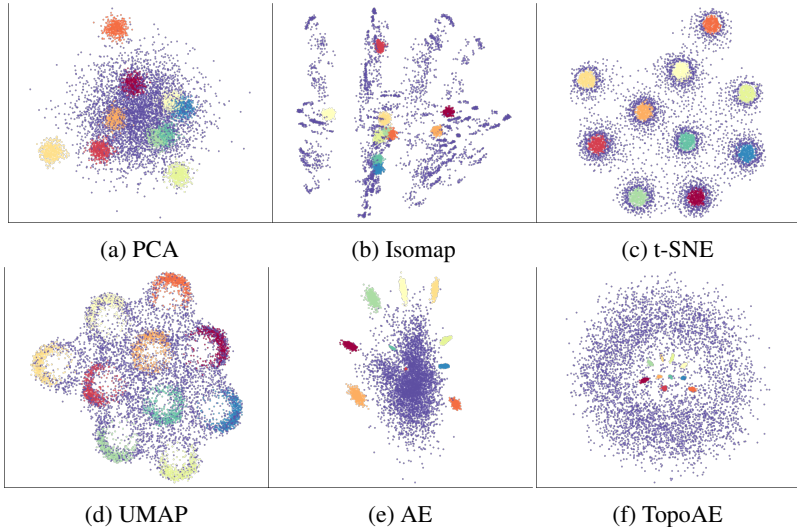 (a) PCA
(b) Isomap
(c) t-SNE
(d) UMAP
(e) AE
(f) TopoAE